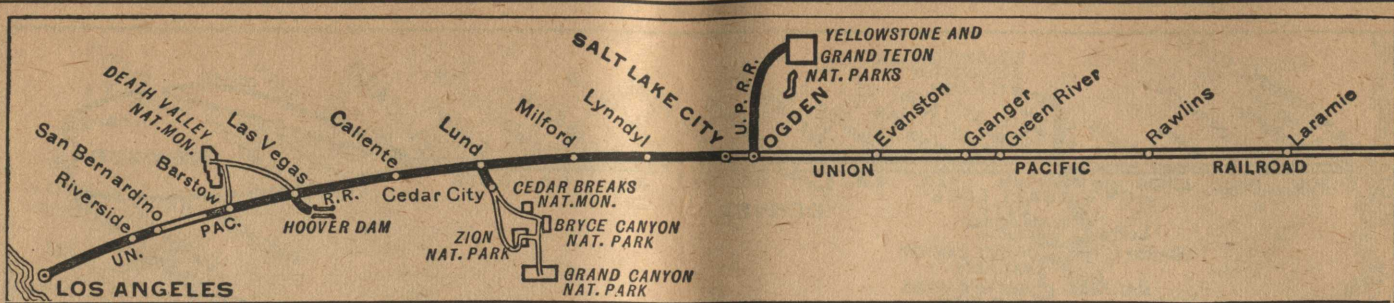 LOS ANGELES
UN.
PAC.
R.R.
Riverside
San Bernardino
Barstow
DEATH VALLEY
NAT.MON.
Las Vegas
HOOVER DAM
Caliente
Lund
Cedar City
CEDAR BREAKS
NAT.MON.
BRYCE CANYON
NAT. PARK
ZION
NAT. PARK
GRAND CANYON
NAT. PARK
Milford
Lynndyl
SALT LAKE CITY
OGDEN
U.P.R.R.
YELLOWSTONE AND
GRAND TETON
NAT. PARKS
Evanston
Granger
Green River
Rawlins
Laramie
UNION PACIFIC RAILROAD